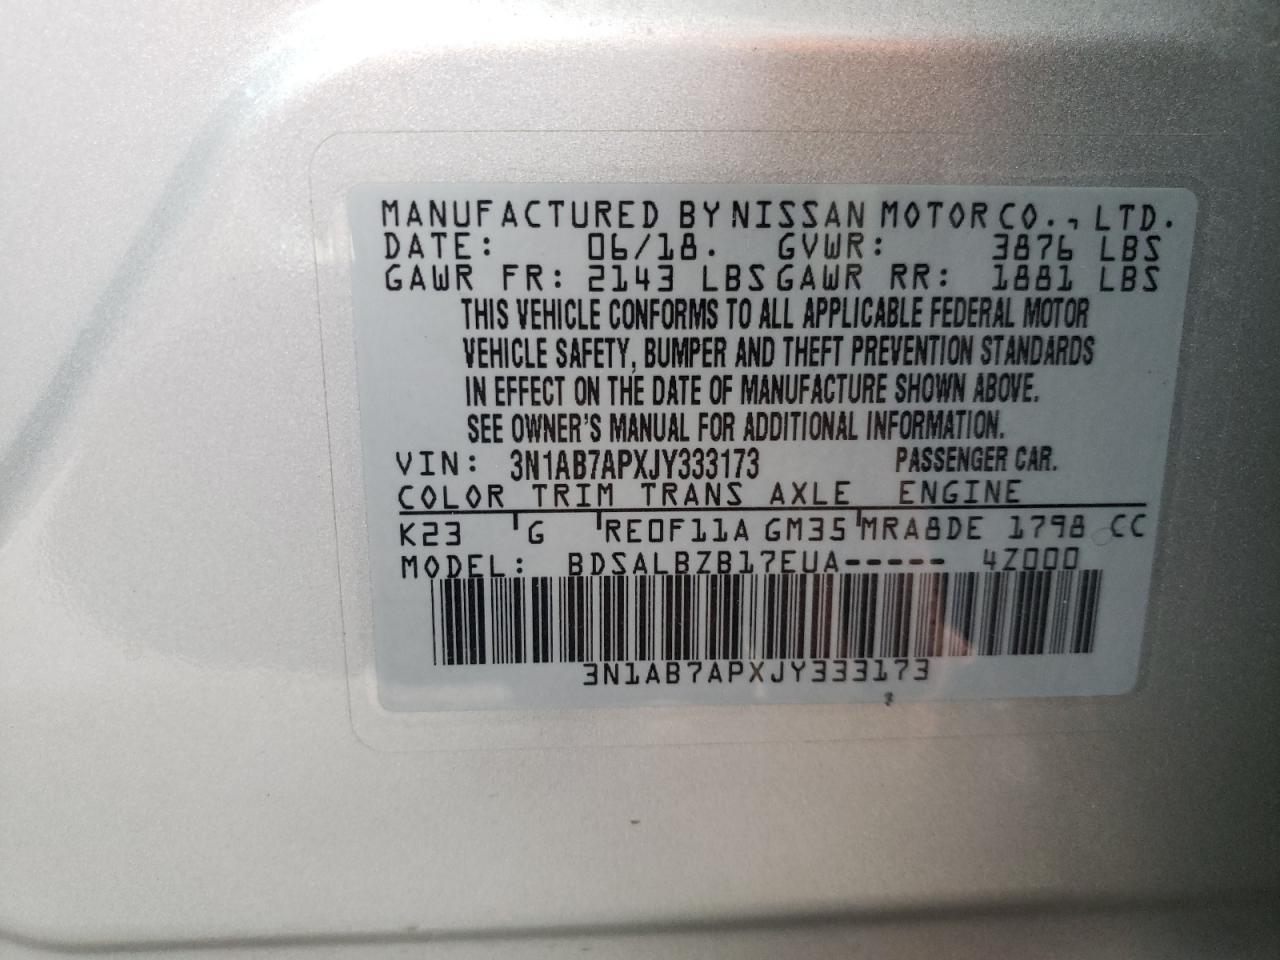 MANUFACTURED BY NISSAN MOTOR CO., LTD.
DATE: 06/18. GVWR: 3876 LBS
GAWR FR: 2143 LBS GAWR RR: 1881 LBS
THIS VEHICLE CONFORMS TO ALL APPLICABLE FEDERAL MOTOR
VEHICLE SAFETY, BUMPER AND THEFT PREVENTION STANDARDS
IN EFFECT ON THE DATE OF MANUFACTURE SHOWN ABOVE.
SEE OWNER'S MANUAL FOR ADDITIONAL INFORMATION.
VIN: 3N1AB7APXJY333173 PASSENGER CAR.
COLOR TRIM TRANS AXLE ENGINE
K23 G RE0F11A GM35 MRA8DE 1798 CC
MODEL: BDSALBZB17EUA----- 4Z000
3N1AB7APXJY333173